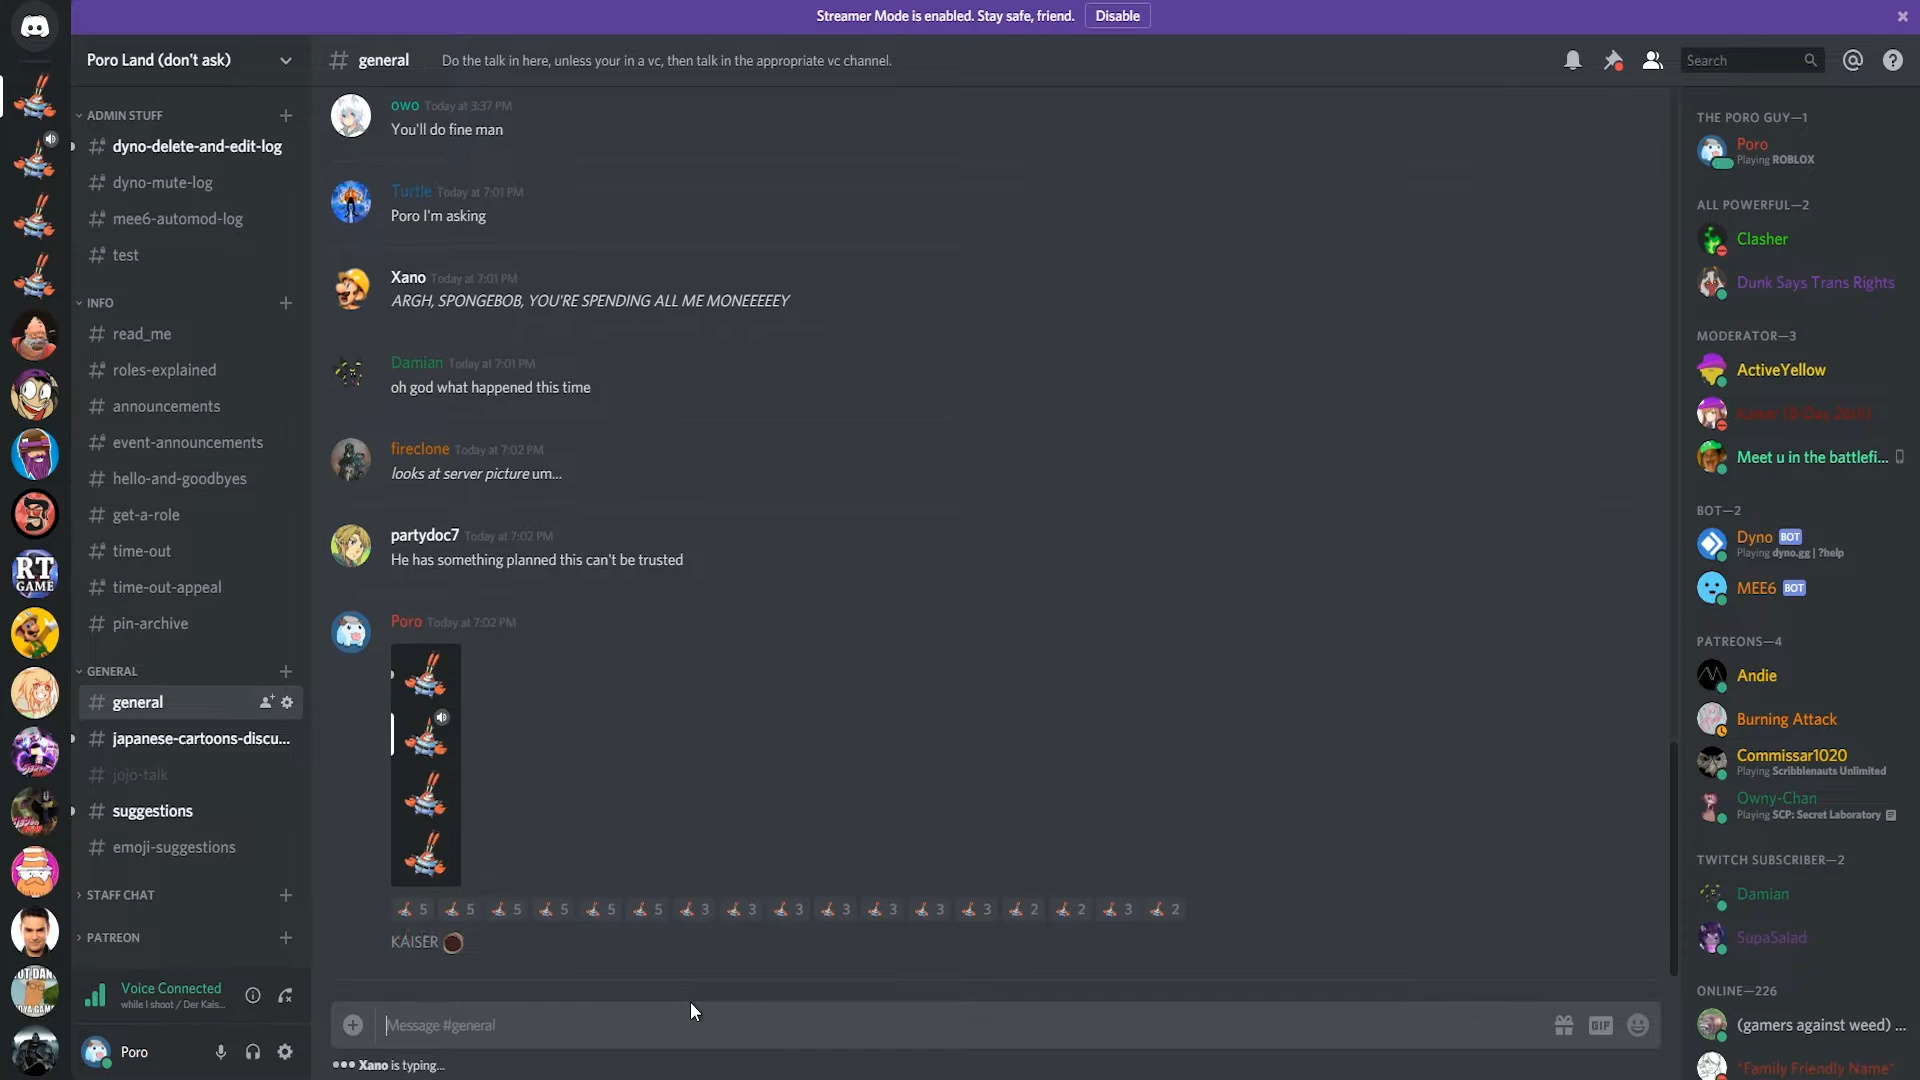 Streamer Mode is enabled. Stay safe, friend.
Disable
Poro Land (don't ask)
general
Do the talk in here, unless your in a vc, then talk in the appropriate vc channel.
Search
ADMIN STUFF
dyno-delete-and-edit-log
dyno-mute-log
mee6-automod-log
test
INFO
read_me
roles-explained
announcements
event-announcements
hello-and-goodbyes
get-a-role
time-out
time-out-appeal
pin-archive
GENERAL
general
japanese-cartoons-discu...
jojo-talk
suggestions
emoji-suggestions
STAFF CHAT
PATREON
Voice Connected
while I shoot / Der Kais...
Poro
RT
GAME
owo Today at 3:37 PM
You'll do fine man
Turtle Today at 7:01 PM
Poro I'm asking
Xano Today at 7:01 PM
ARGH, SPONGEBOB, YOU'RE SPENDING ALL ME MONEEEEEY
Damian Today at 7:01 PM
oh god what happened this time
fireclone Today at 7:02 PM
looks at server picture um...
partydoc7 Today at 7:02 PM
He has something planned this can't be trusted
Poro Today at 7:02 PM
5 5 5 5 5 5 3 3 3 3 3 3 3 2 2 3 2
KAISER
Message #general
GIF
Xano is typing...
THE PORO GUY—1
Poro
Playing ROBLOX
ALL POWERFUL—2
Clasher
Dunk Says Trans Rights
MODERATOR—3
ActiveYellow
Meet u in the battlefi...
BOT—2
Dyno BOT
Playing dyno.gg | ?help
MEE6 BOT
PATREONS—4
Andie
Burning Attack
Commissar1020
Playing Scribblenauts Unlimited
Owny-Chan
Playing SCP: Secret Laboratory
TWITCH SUBSCRIBER—2
Damian
SupaSalad
ONLINE—226
(gamers against weed) ...
*Family Friendly Name*